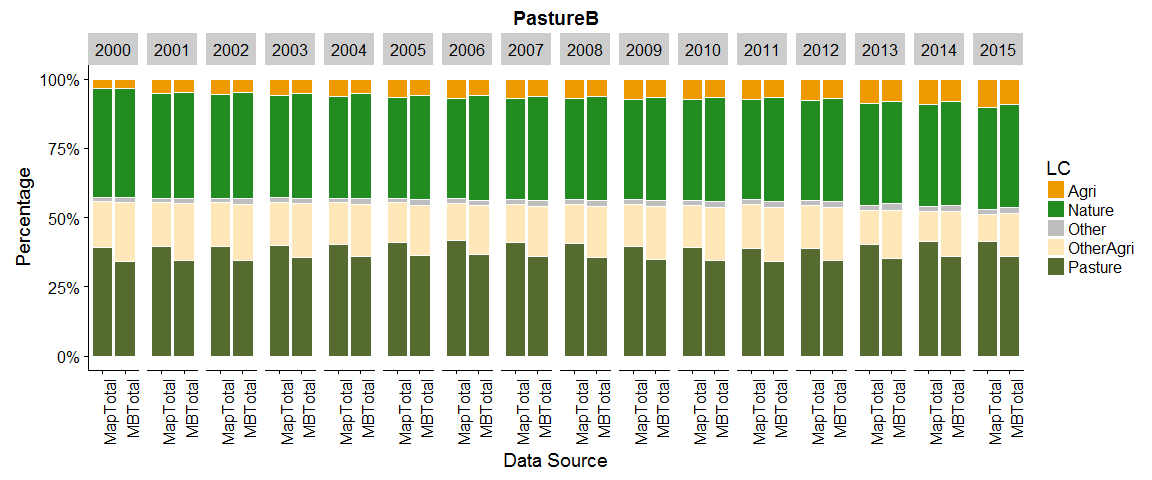 PastureB
2000 2001 2002 2003 2004 2005 2006 2007 2008 2009 2010 2011 2012 2013 2014 2015
100%
75%
50%
25%
0%
Percentage
MapTotal MBTotal MapTotal MBTotal MapTotal MBTotal MapTotal MBTotal MapTotal MBTotal MapTotal MBTotal MapTotal MBTotal MapTotal MBTotal MapTotal MBTotal MapTotal MBTotal MapTotal MBTotal MapTotal MBTotal MapTotal MBTotal MapTotal MBTotal MapTotal MBTotal MapTotal MBTotal
Data Source
LC
Agri
Nature
Other
OtherAgri
Pasture